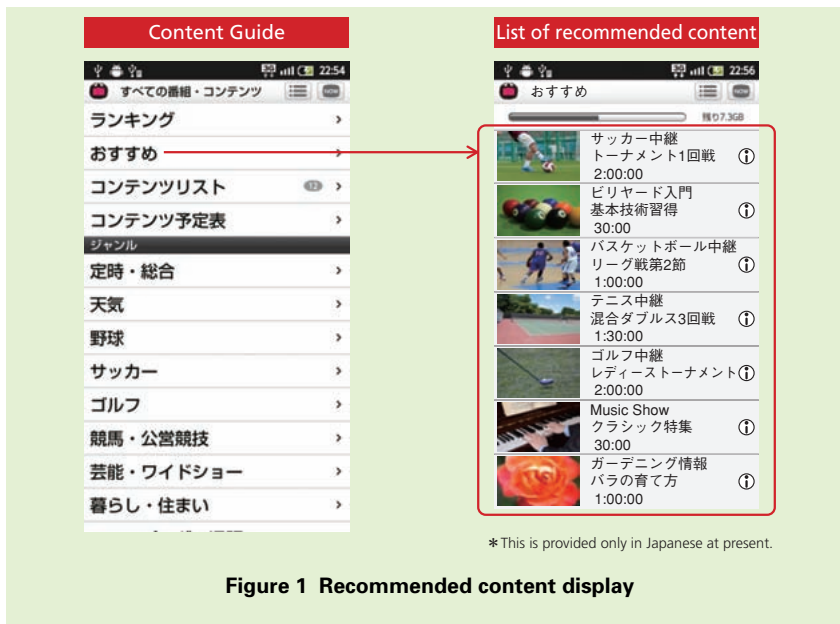 Content Guide
22:54
すべての番組・コンテンツ
NOW
ランキング
おすすめ
コンテンツリスト
12
コンテンツ予定表
ジャンル
定時・総合
天気
野球
サッカー
ゴルフ
競馬・公営競技
芸能・ワイドショー
暮らし・住まい
List of recommended content
22:56
おすすめ
NOW
残り7.3GB
サッカー中継
トーナメント1回戦
2:00:00
ビリヤード入門
基本技術習得
30:00
バスケットボール中継
リーグ戦第2節
1:00:00
テニス中継
混合ダブルス3回戦
1:30:00
ゴルフ中継
レディーストーナメント
2:00:00
Music Show
クラシック特集
30:00
ガーデニング情報
バラの育て方
1:00:00
*This is provided only in Japanese at present.
Figure 1 Recommended content display